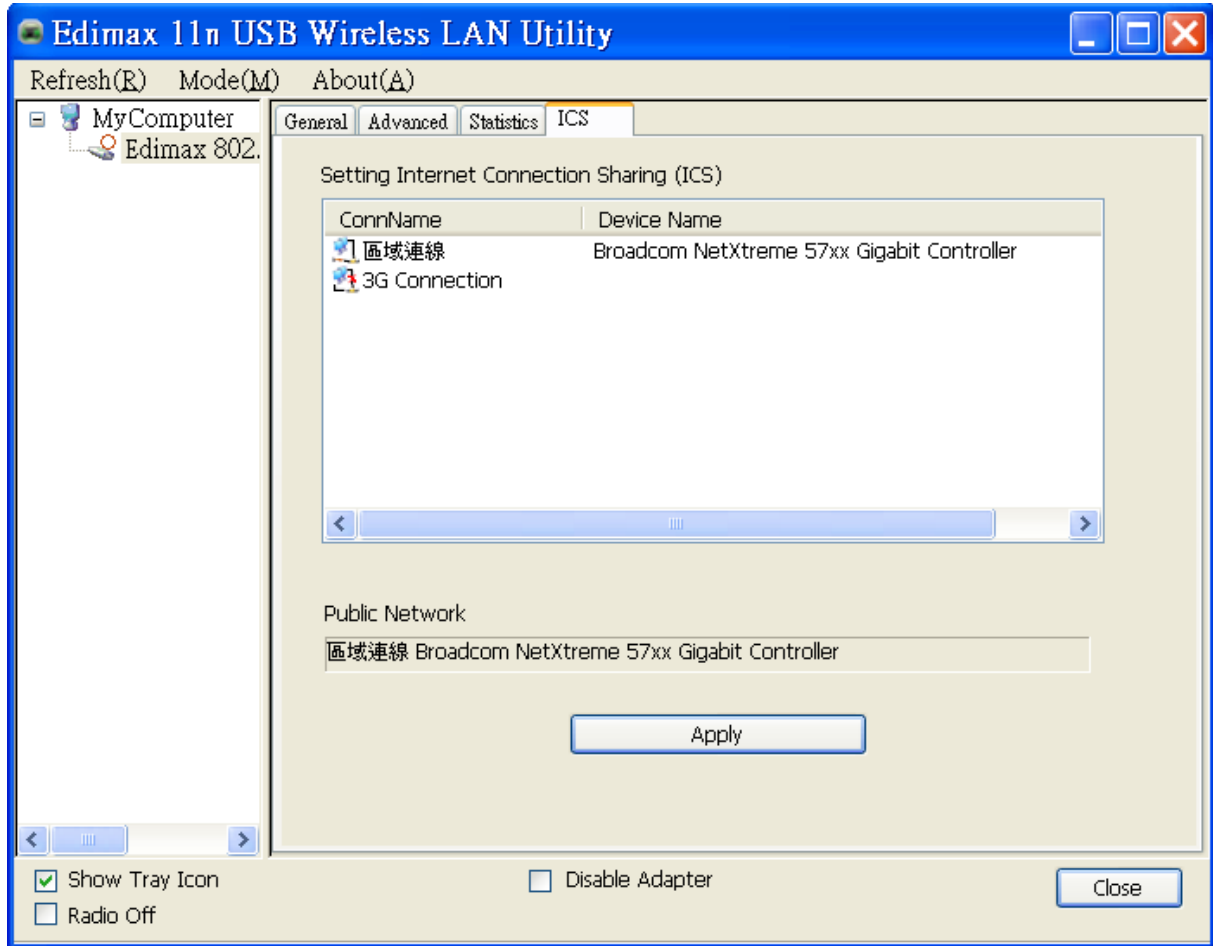 Edimax 11n USB Wireless LAN Utility
Refresh(R) Mode(M) About(A)
MyComputer
Edimax 802.
General Advanced Statistics ICS
Setting Internet Connection Sharing (ICS)
ConnName Device Name
區域連線 Broadcom NetXtreme 57xx Gigabit Controller
3G Connection
Public Network
區域連線 Broadcom NetXtreme 57xx Gigabit Controller
Apply
Show Tray Icon
Disable Adapter
Radio Off
Close